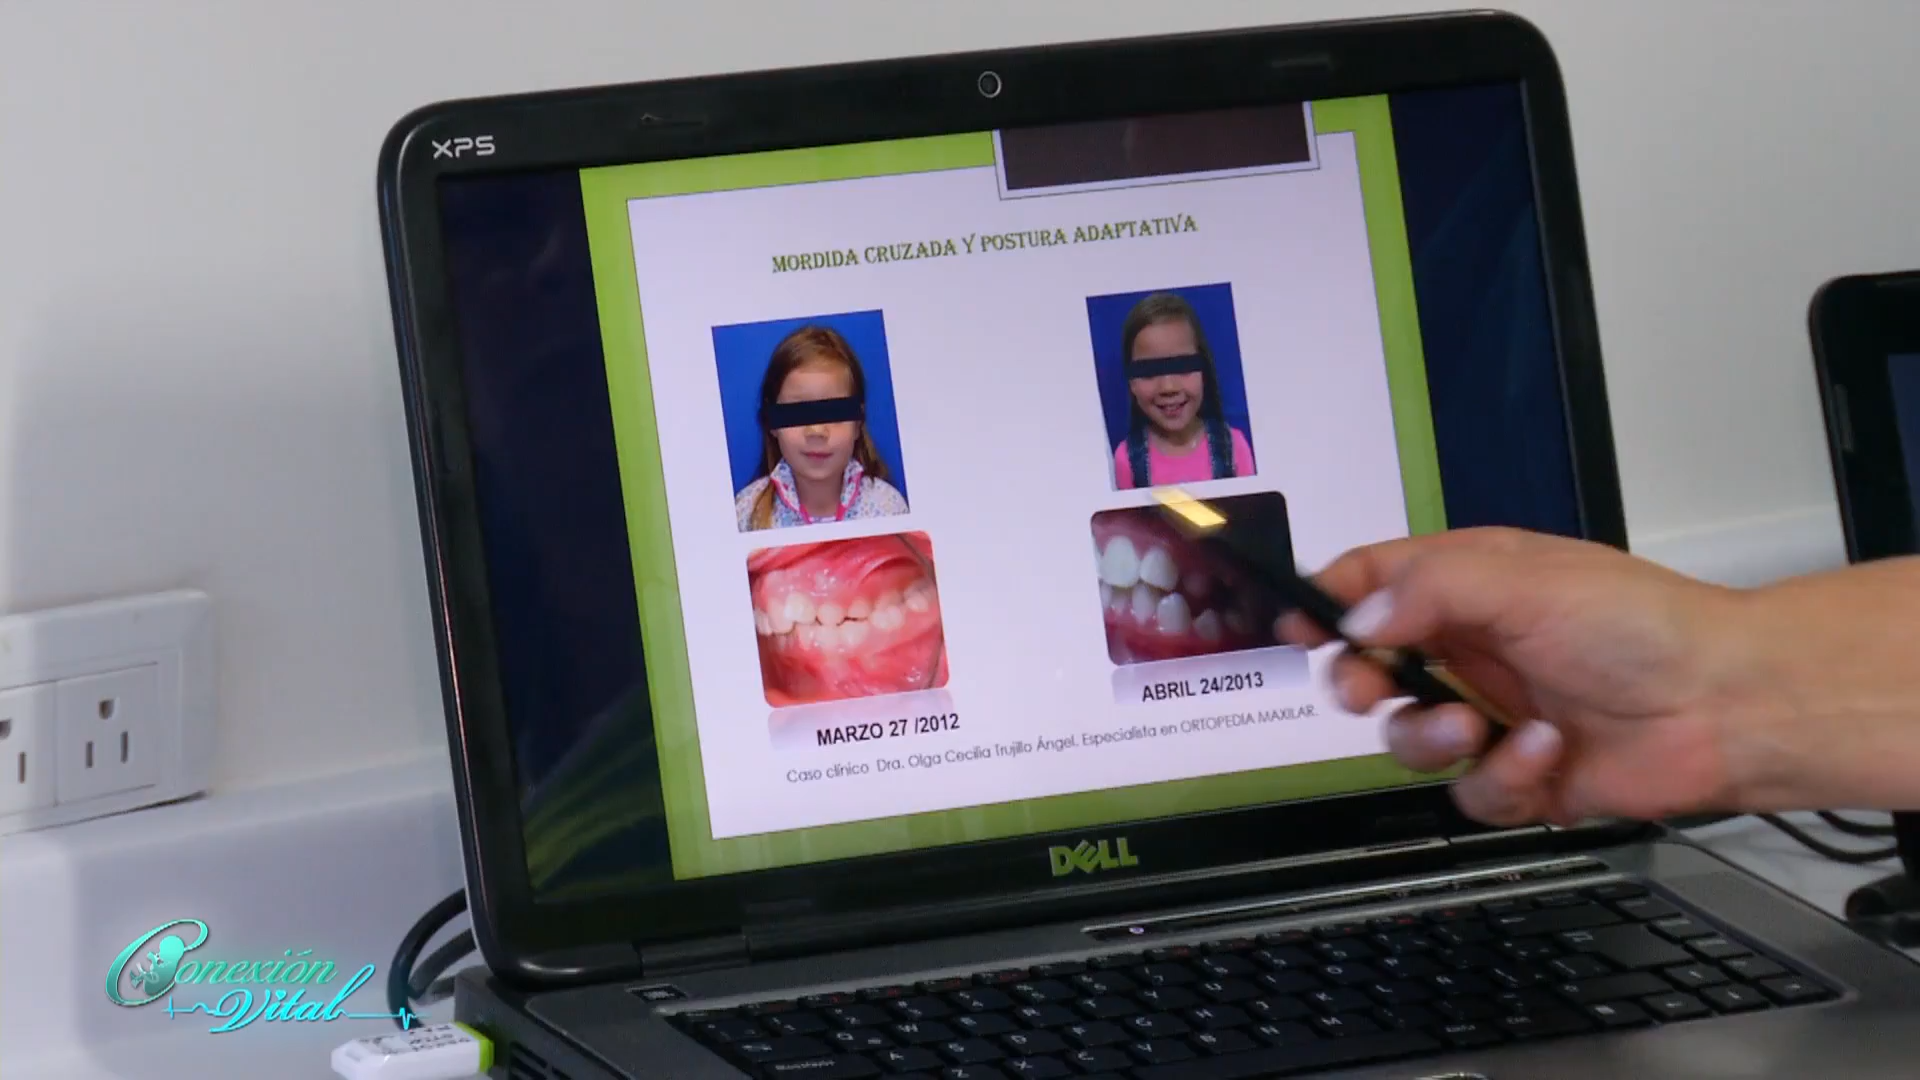 XPS
MORDIDA CRUZADA Y POSTURA ADAPTATIVA
MARZO 27 /2012
ABRIL 24/2013
Caso clínico Dra. Olga Cecilia Trujillo Ángel. Especialista en ORTOPEDIA MAXILAR.
DELL
Conexión
Vital